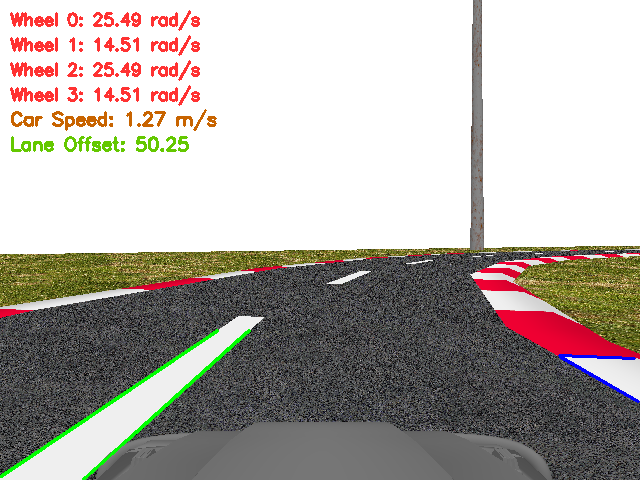 Wheel 0: 25.49 rad/s
Wheel 1: 14.51 rad/s
Wheel 2: 25.49 rad/s
Wheel 3: 14.51 rad/s
Car Speed: 1.27 m/s
Lane Offset: 50.25